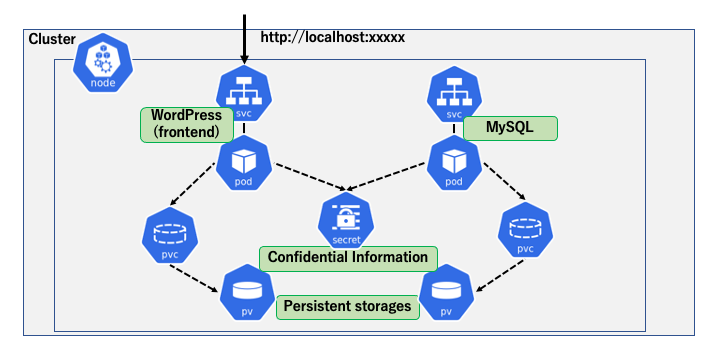 http://localhost:xxxxx
Cluster
node
svc
svc
WordPress
(frontend)
MySQL
pod
pod
secret
pvc
pvc
Confidential Information
Persistent storages
pv
pv